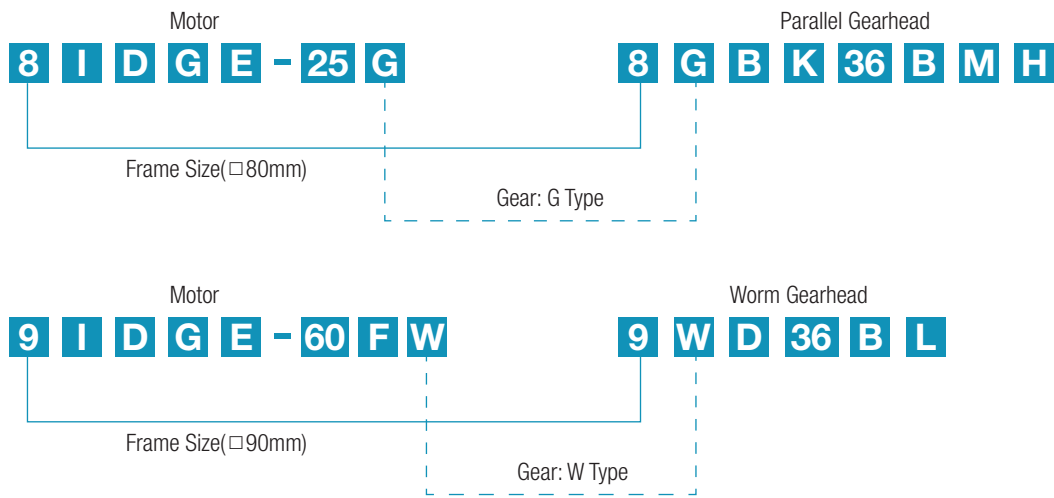 Motor Parallel Gearhead
8 I D G E - 25 G 8 G B K 36 B M H
Frame Size(□80mm)
Gear: G Type
Motor Worm Gearhead
9 I D G E - 60 F W 9 W D 36 B L
Frame Size(□90mm)
Gear: W Type